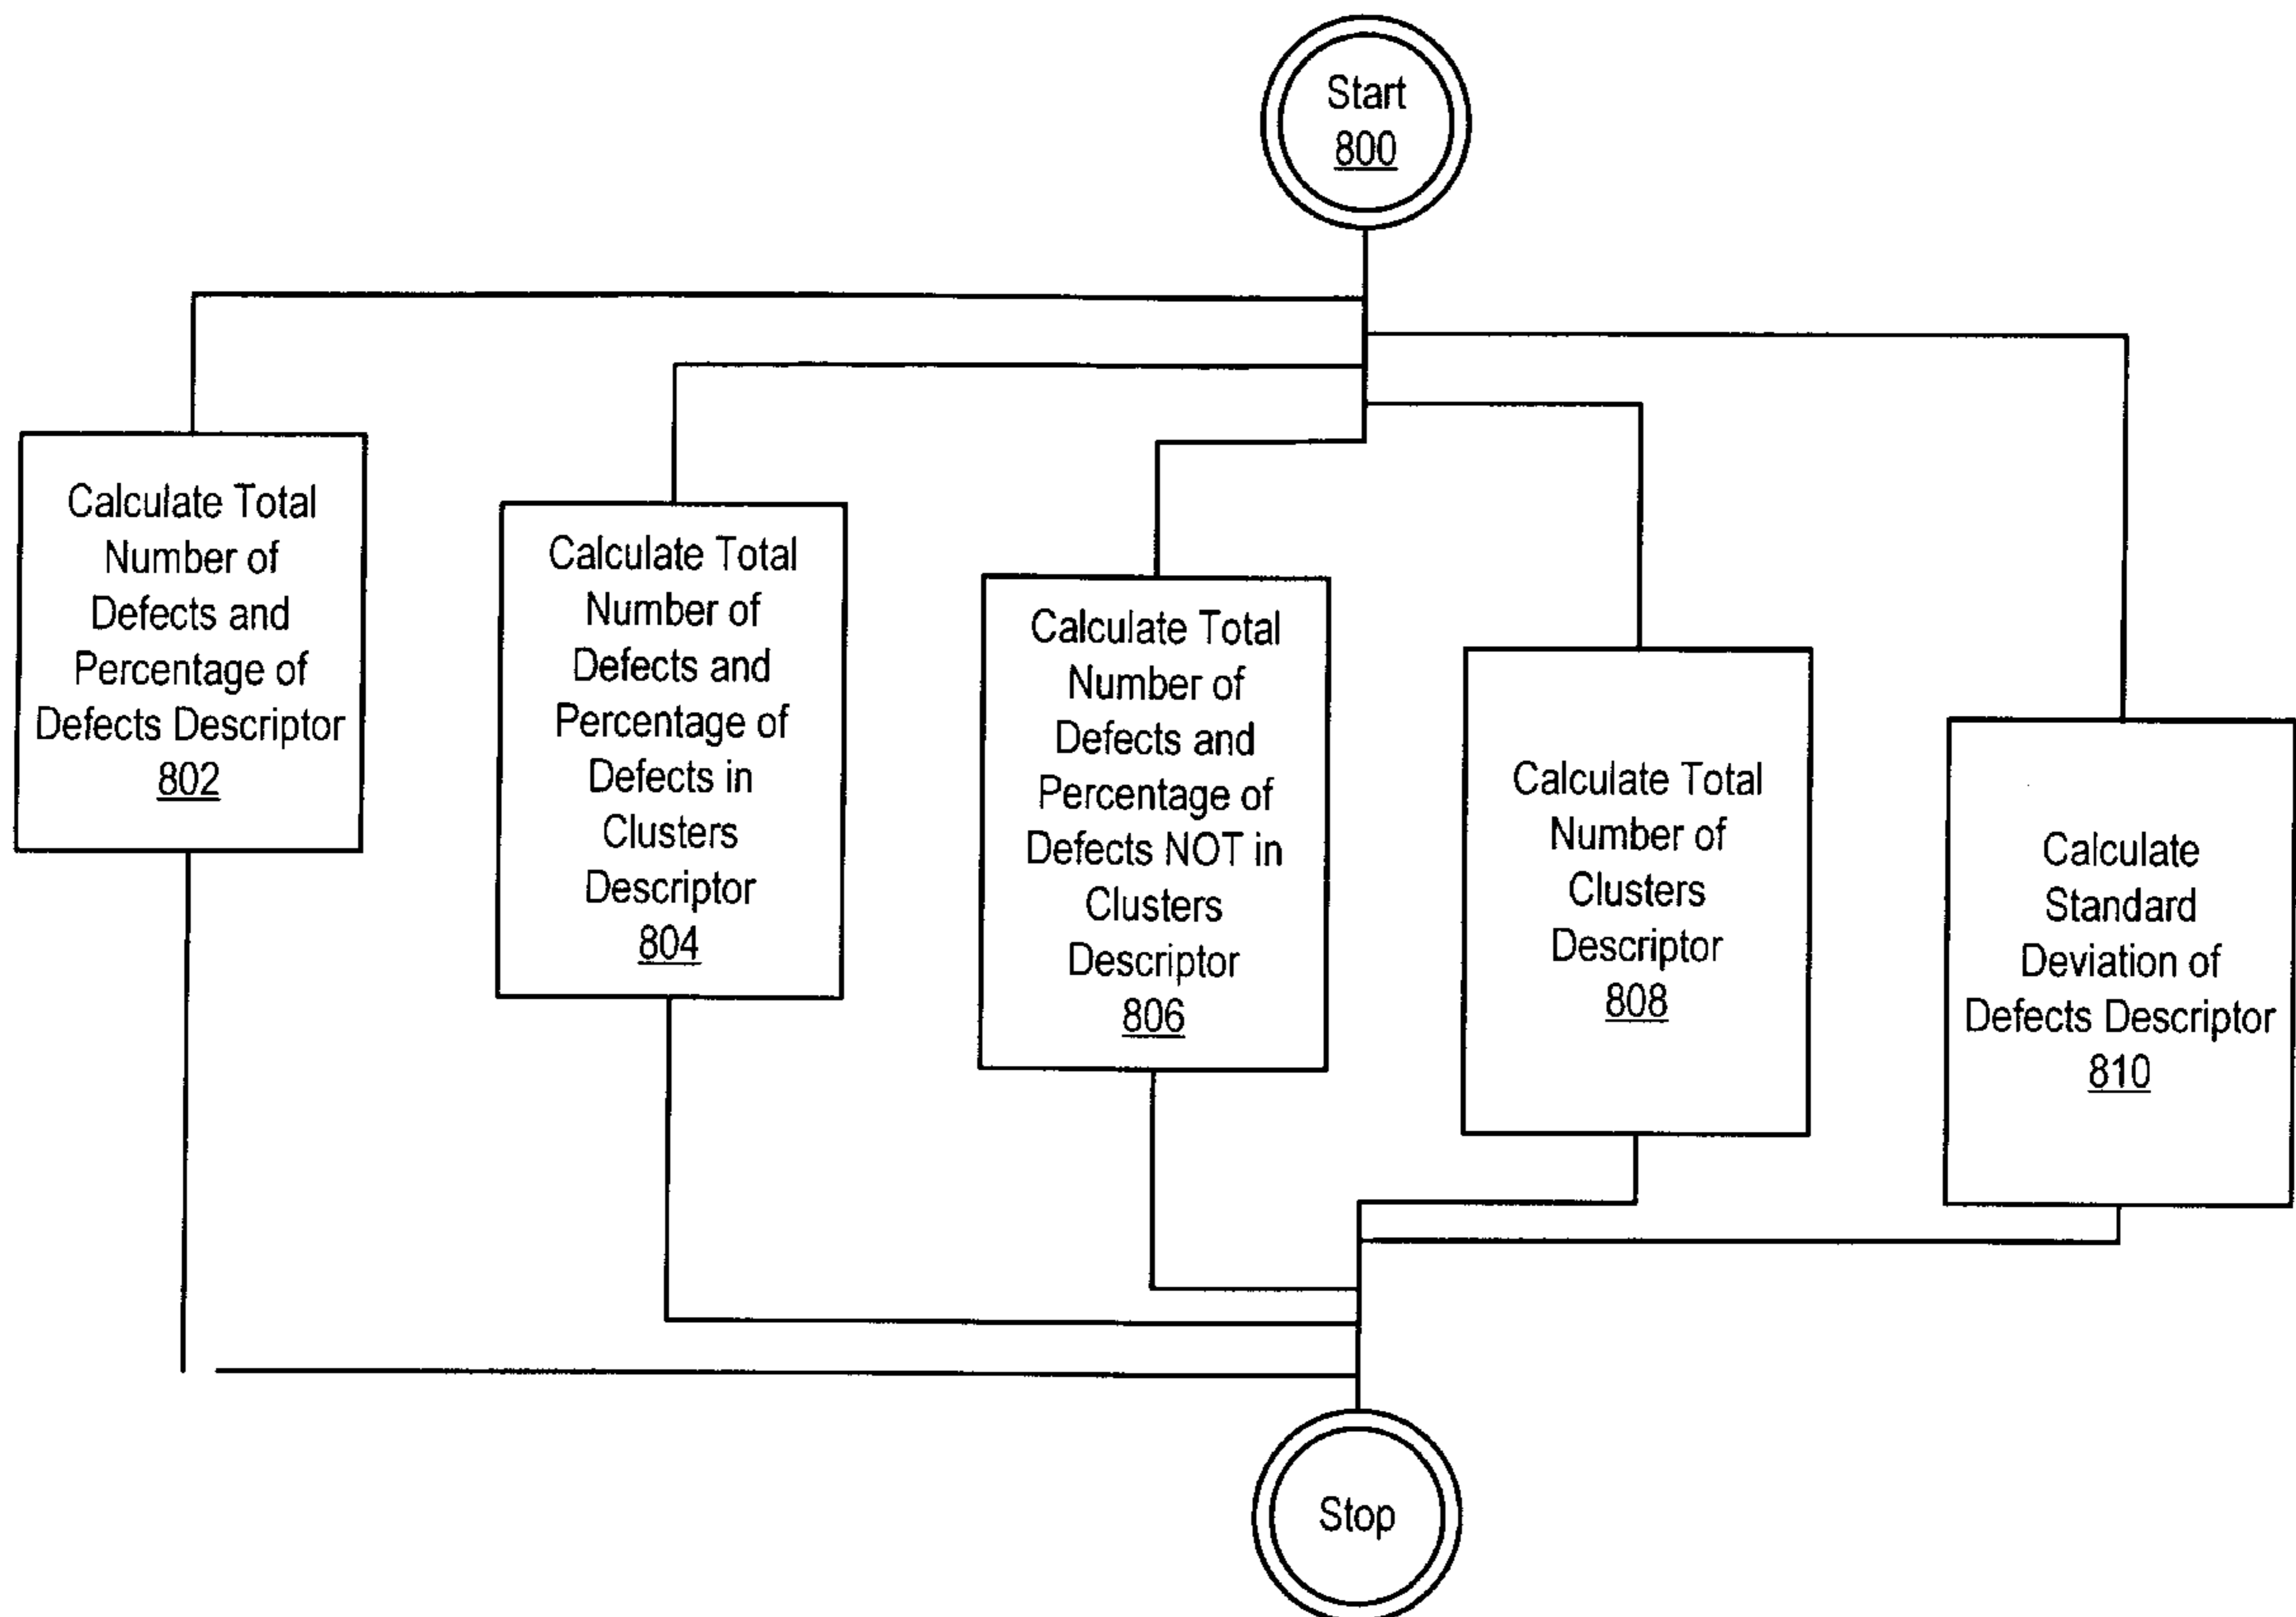 Start
800
Calculate Total
Number of
Defects and
Percentage of
Defects Descriptor
802
Calculate Total
Number of
Defects and
Percentage of
Defects in
Clusters
Descriptor
804
Calculate Total
Number of
Defects and
Percentage of
Defects NOT in
Clusters
Descriptor
806
Calculate Total
Number of
Clusters
Descriptor
808
Calculate
Standard
Deviation of
Defects Descriptor
810
Stop